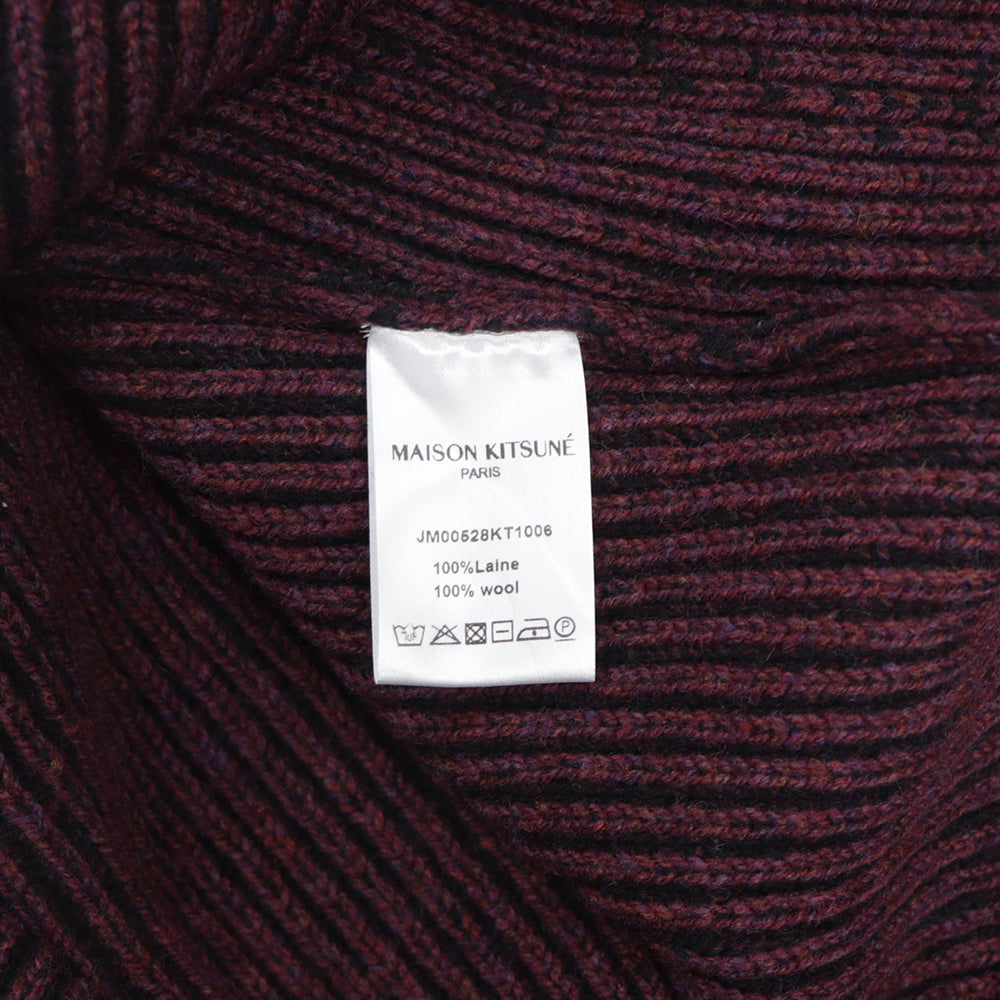 MAISON KITSUNÉ
PARIS
JM00528KT1006
100%Laine
100% wool
P